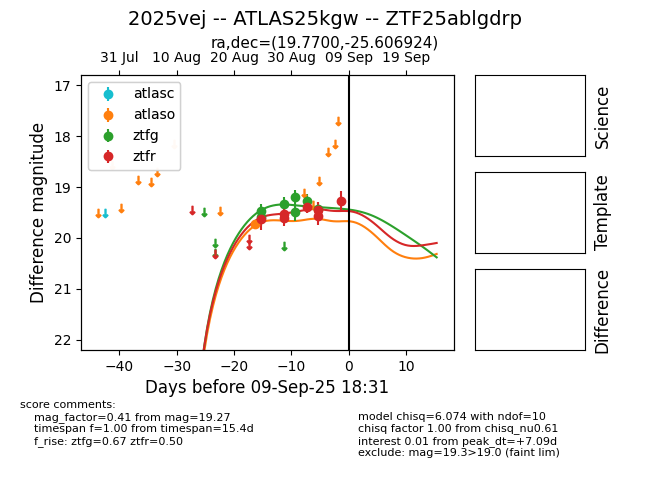 2025vej -- ATLAS25kgw -- ZTF25ablgdrp
ra,dec=(19.7700,-25.606924)
31 Jul 10 Aug 20 Aug 30 Aug 09 Sep 19 Sep
17
18
19
20
21
22
Difference magnitude
atlasc
atlaso
ztfg
ztfr
−40 −30 −20 −10 0 10
Days before 09-Sep-25 18:31
Science
Template
Difference
score comments:
mag_factor=0.41 from mag=19.27
timespan f=1.00 from timespan=15.4d
f_rise: ztfg=0.67 ztfr=0.50
model chisq=6.074 with ndof=10
chisq factor 1.00 from chisq_nu0.61
interest 0.01 from peak_dt=+7.09d
exclude: mag=19.3>19.0 (faint lim)